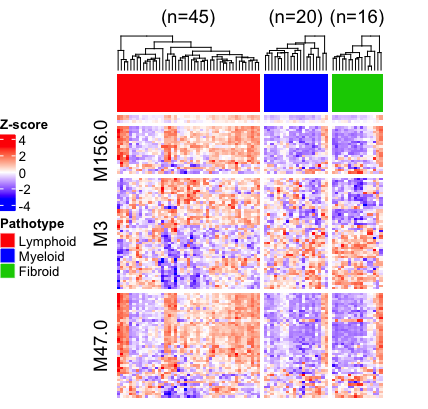 (n=45) (n=20) (n=16)
Z-score
4
2
0
-2
-4
Pathotype
Lymphoid
Myeloid
Fibroid
M156.0
M3
M47.0